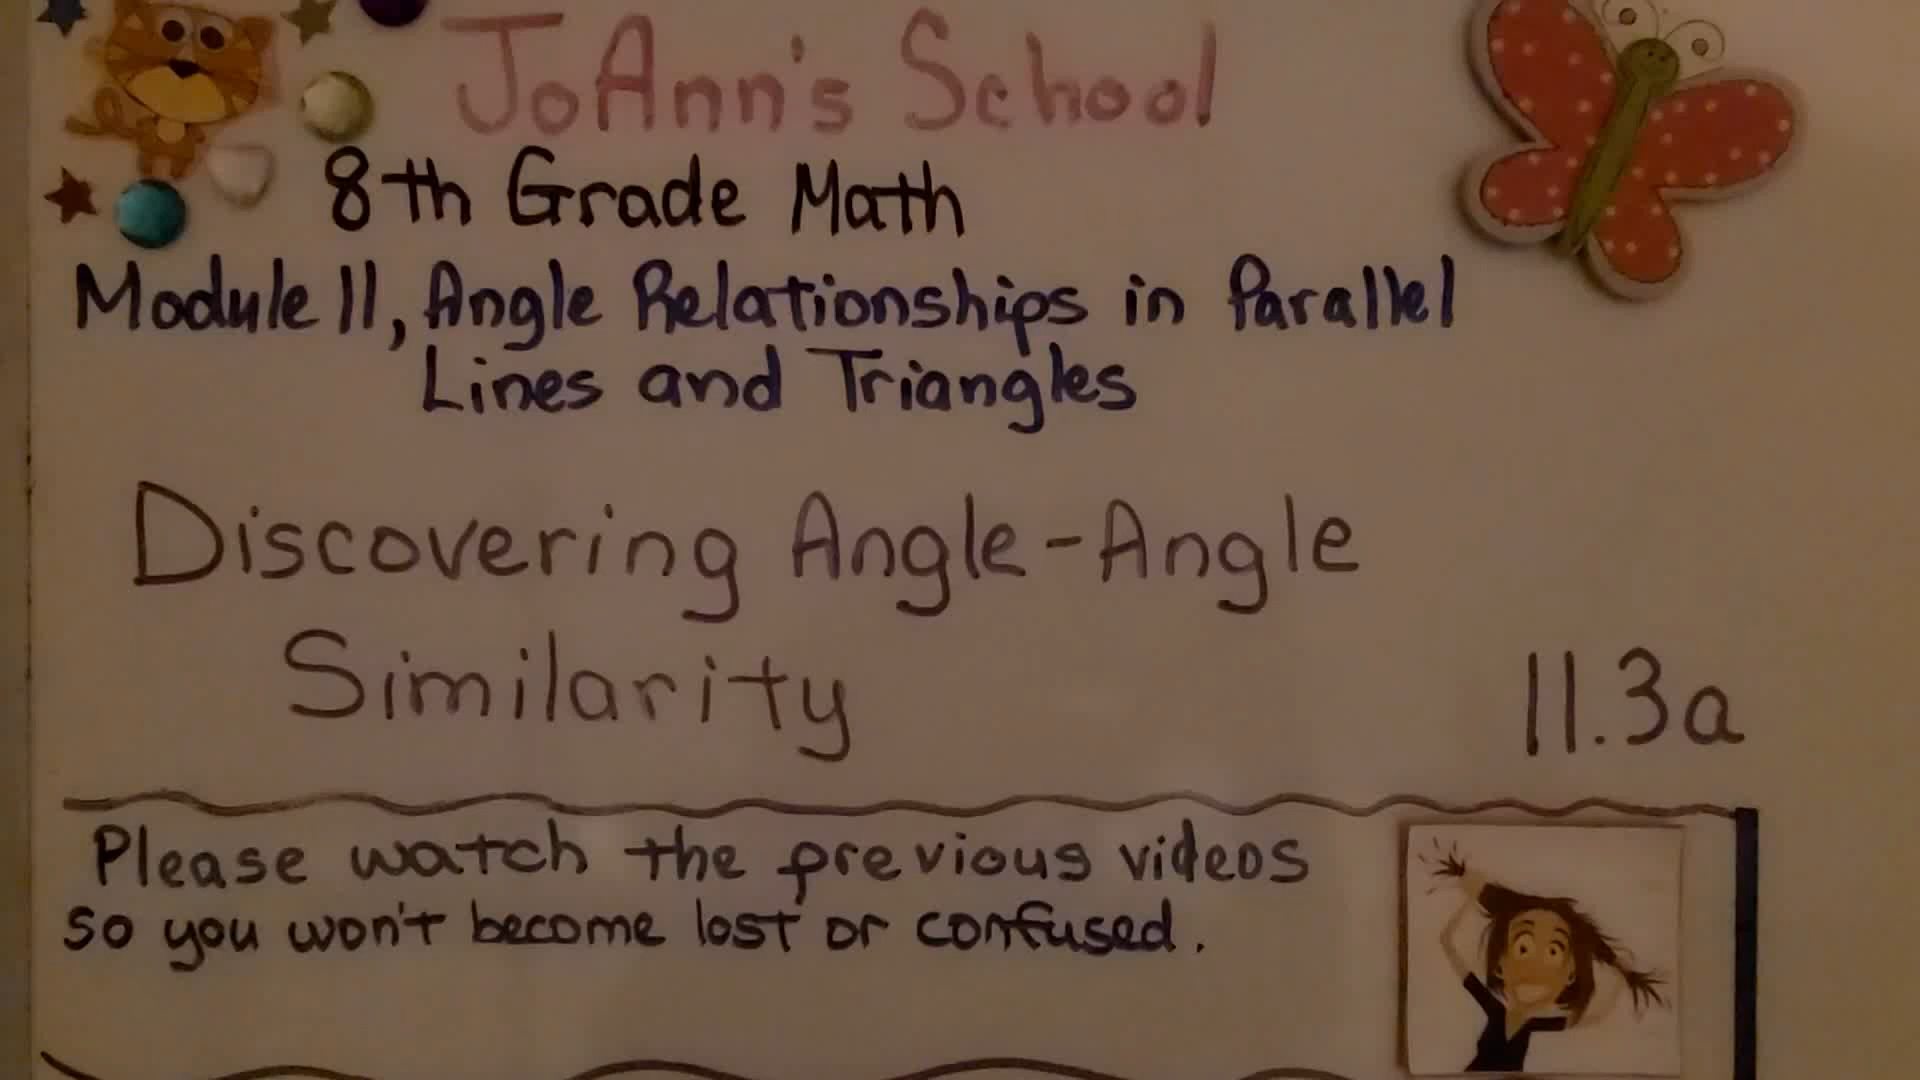 JoAnn's School
8th Grade Math
Module 11, Angle Relationships in Parallel
Lines and Triangles
Discovering Angle-Angle
Similarity
11.3a
Please watch the previous videos
so you won't become lost or confused.